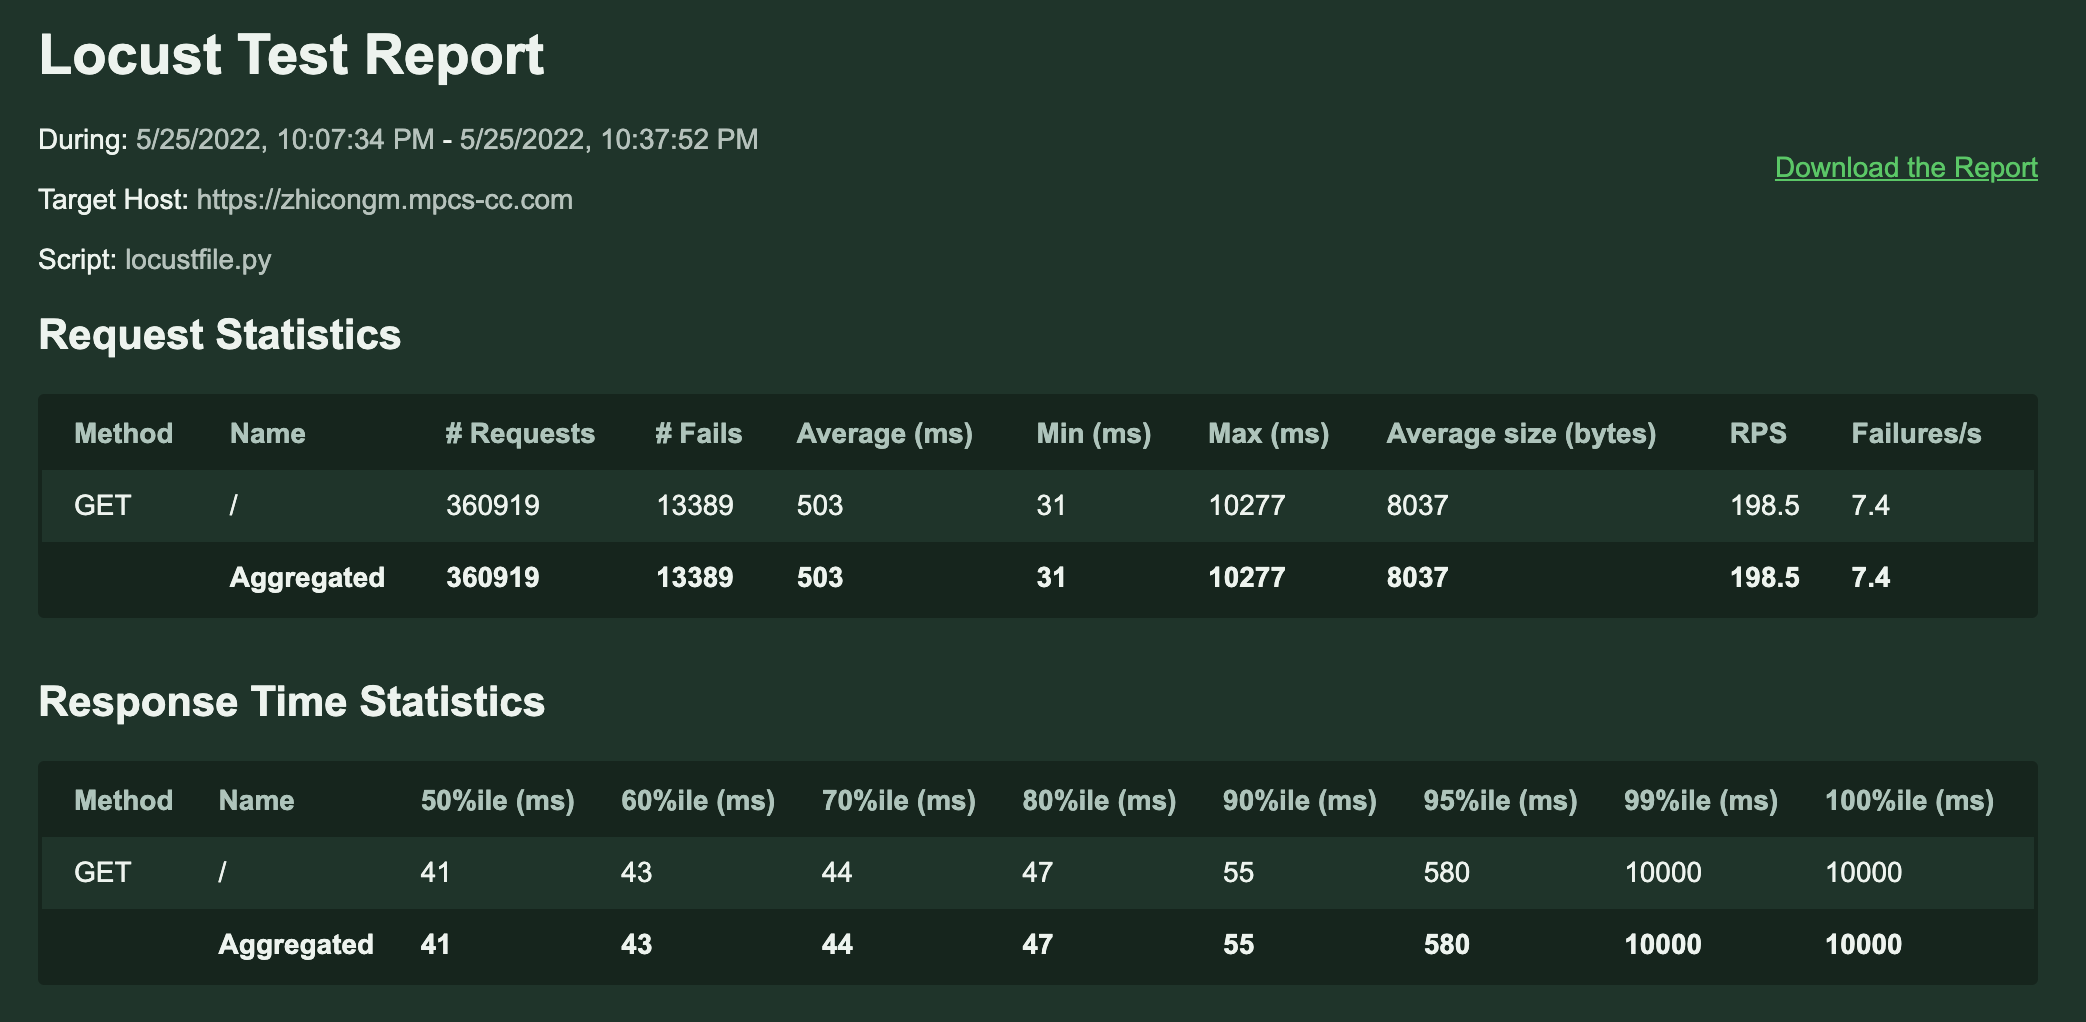 Locust Test Report
During: 5/25/2022, 10:07:34 PM - 5/25/2022, 10:37:52 PM
Download the Report
Target Host: https://zhicongm.mpcs-cc.com
Script: locustfile.py
Request Statistics
Method Name # Requests # Fails Average (ms) Min (ms) Max (ms) Average size (bytes) RPS Failures/s
GET / 360919 13389 503 31 10277 8037 198.5 7.4
Aggregated 360919 13389 503 31 10277 8037 198.5 7.4
Response Time Statistics
Method Name 50%ile (ms) 60%ile (ms) 70%ile (ms) 80%ile (ms) 90%ile (ms) 95%ile (ms) 99%ile (ms) 100%ile (ms)
GET / 41 43 44 47 55 580 10000 10000
Aggregated 41 43 44 47 55 580 10000 10000